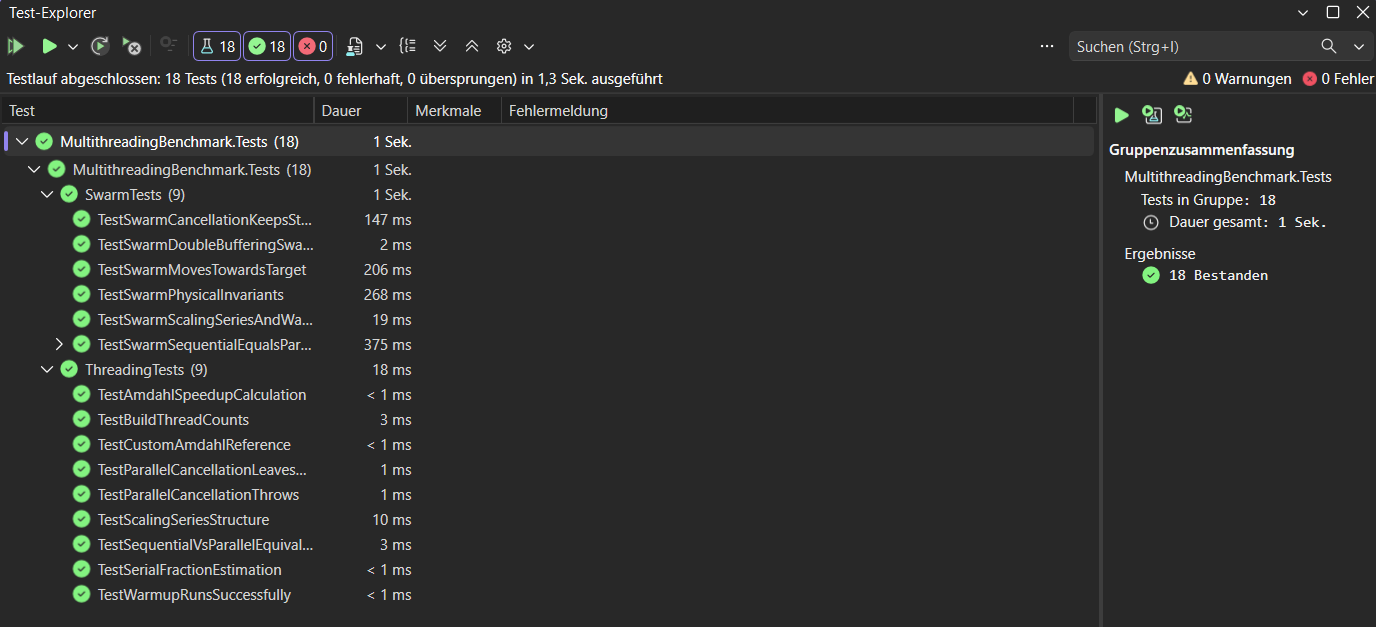 Test-Explorer
18 18 0 Suchen (Strg+I)
Testlauf abgeschlossen: 18 Tests (18 erfolgreich, 0 fehlerhaft, 0 übersprungen) in 1,3 Sek. ausgeführt 0 Warnungen 0 Fehler
Test Dauer Merkmale Fehlermeldung
MultithreadingBenchmark.Tests (18) 1 Sek.
MultithreadingBenchmark.Tests (18) 1 Sek.
SwarmTests (9) 1 Sek.
TestSwarmCancellationKeepsSt... 147 ms
TestSwarmDoubleBufferingSwa... 2 ms
TestSwarmMovesTowardsTarget 206 ms
TestSwarmPhysicalInvariants 268 ms
TestSwarmScalingSeriesAndWa... 19 ms
TestSwarmSequentialEqualsPar... 375 ms
ThreadingTests (9) 18 ms
TestAmdahlSpeedupCalculation < 1 ms
TestBuildThreadCounts 3 ms
TestCustomAmdahlReference < 1 ms
TestParallelCancellationLeaves... 1 ms
TestParallelCancellationThrows 1 ms
TestScalingSeriesStructure 10 ms
TestSequentialVsParallelEquival... 3 ms
TestSerialFractionEstimation < 1 ms
TestWarmupRunsSuccessfully < 1 ms
Gruppenzusammenfassung
MultithreadingBenchmark.Tests
Tests in Gruppe: 18
Dauer gesamt: 1 Sek.
Ergebnisse
18 Bestanden